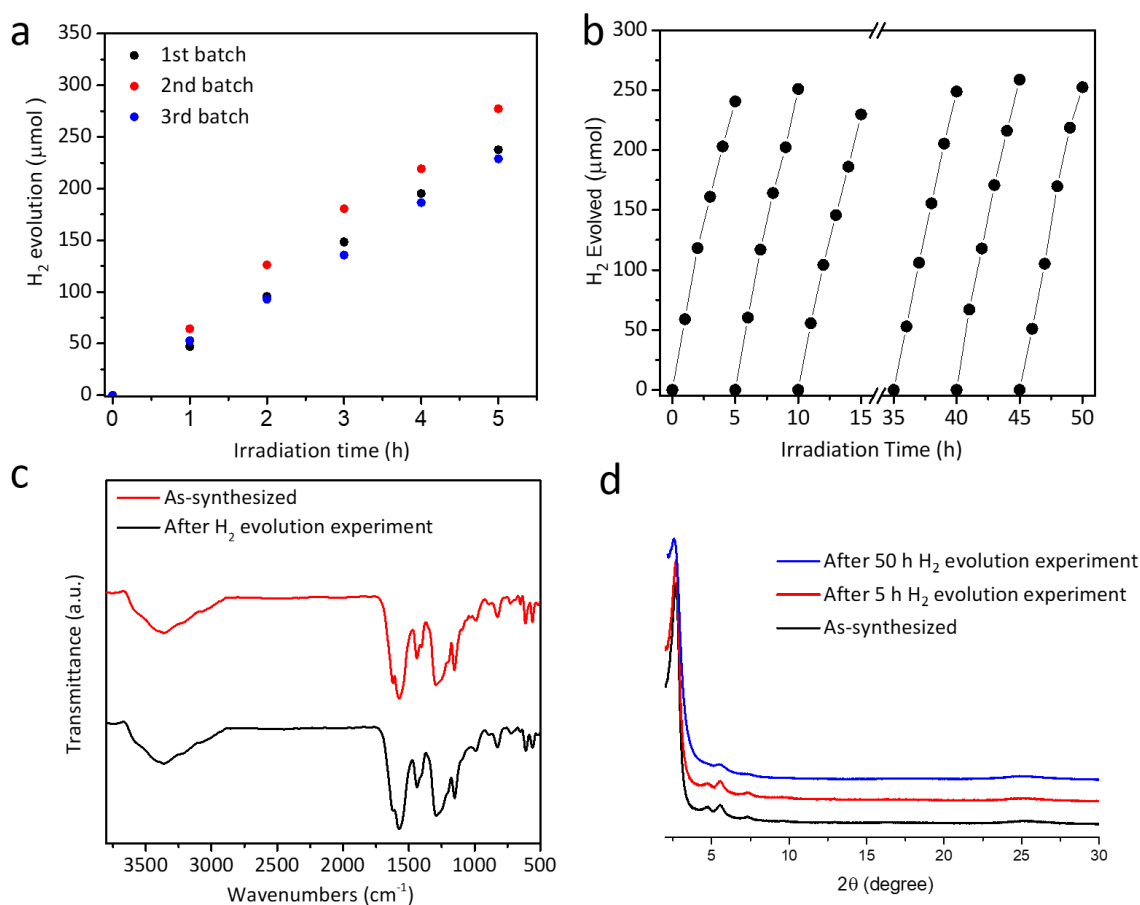 a
350
300
250
200
150
100
50
0
H₂ evolution (μmol)
1st batch
2nd batch
3rd batch
0 1 2 3 4 5
Irradiation time (h)
b
300
250
200
150
100
50
0
H₂ Evolved (μmol)
0 5 10 15 35 40 45 50
Irradiation Time (h)
c
As-synthesized
After H₂ evolution experiment
Transmittance (a.u.)
3500 3000 2500 2000 1500 1000 500
Wavenumbers (cm⁻¹)
d
After 50 h H₂ evolution experiment
After 5 h H₂ evolution experiment
As-synthesized
5 10 15 20 25 30
2θ (degree)